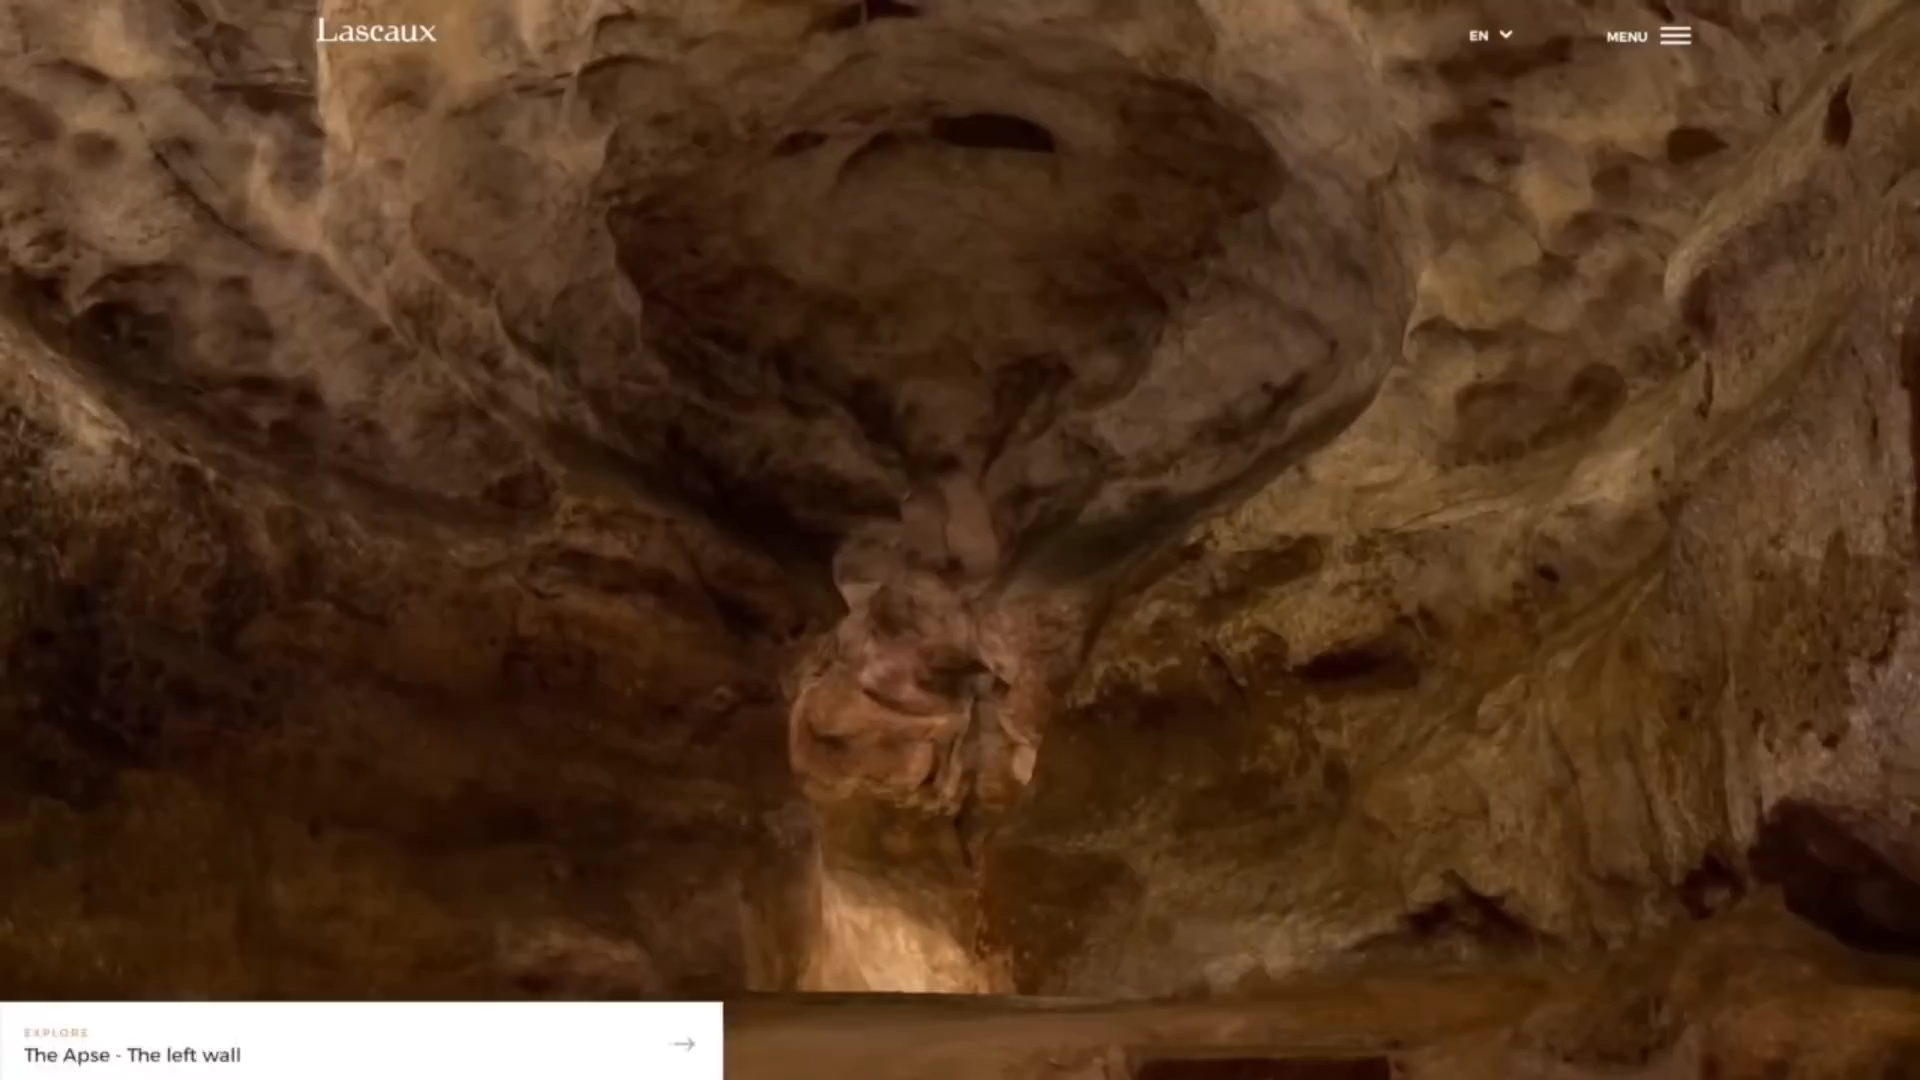 Lascaux
EN
MENU
EXPLORE
The Apse - The left wall